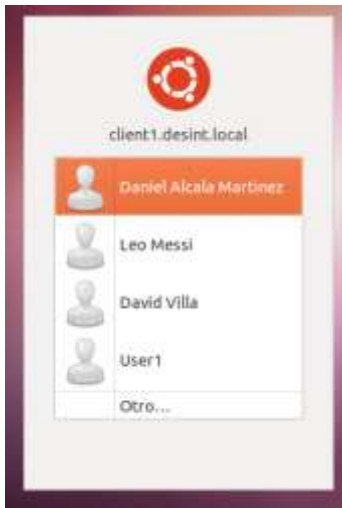 client1.desint.local
Daniel Alcala Martinez
Leo Messi
David Villa
User1
Otro...